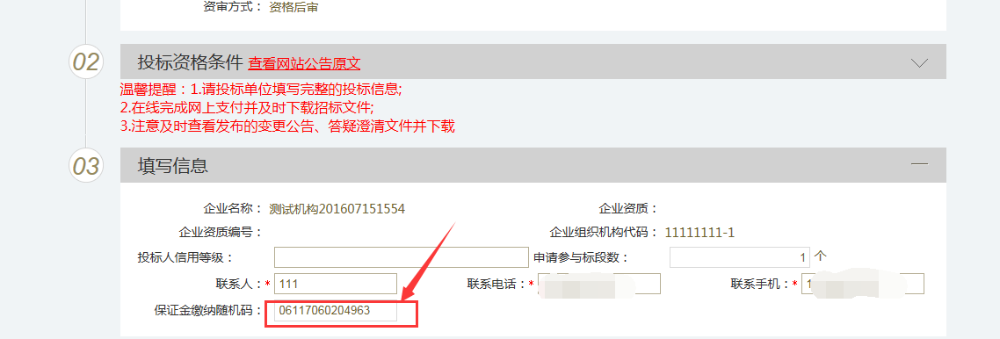 资审方式： 资格后审
02 投标资格条件 查看网站公告原文
温馨提醒：1.请投标单位填写完整的投标信息;
2.在线完成网上支付并及时下载招标文件;
3.注意及时查看发布的变更公告、答疑澄清文件并下载
03 填写信息
企业名称： 测试机构201607151554 企业资质：
企业资质编号： 企业组织机构代码： 11111111-1
投标人信用等级： 申请参与标段数： 1 个
联系人：* 111 联系电话：* 联系手机：* 1
保证金缴纳随机码： 06117060204963